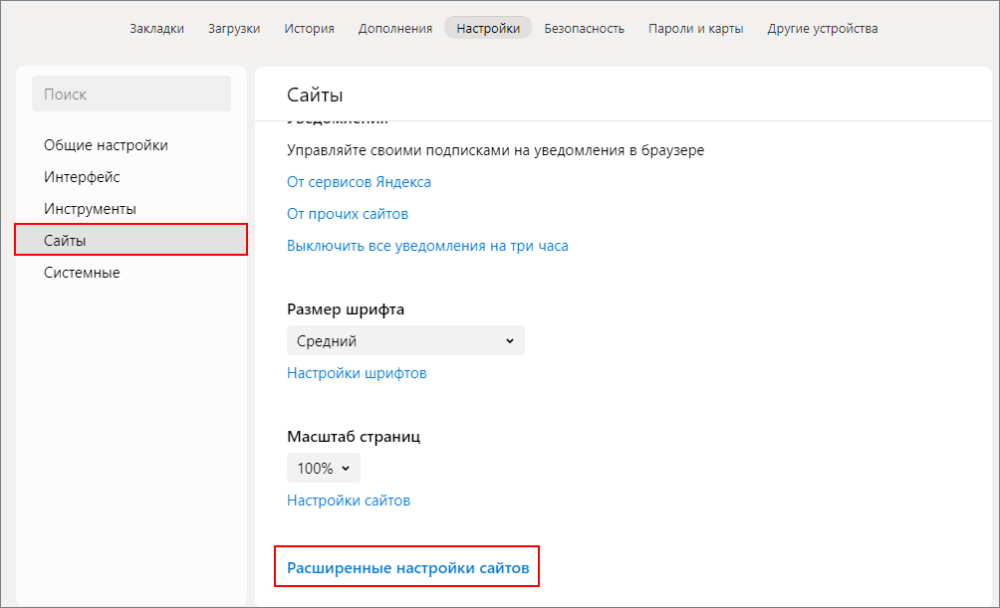 Закладки Загрузки История Дополнения Настройки Безопасность Пароли и карты Другие устройства
Поиск
Общие настройки
Интерфейс
Инструменты
Сайты
Системные
Сайты
Уведомления
Управляйте своими подписками на уведомления в браузере
От сервисов Яндекса
От прочих сайтов
Выключить все уведомления на три часа
Размер шрифта
Средний
Настройки шрифтов
Масштаб страниц
100%
Настройки сайтов
Расширенные настройки сайтов